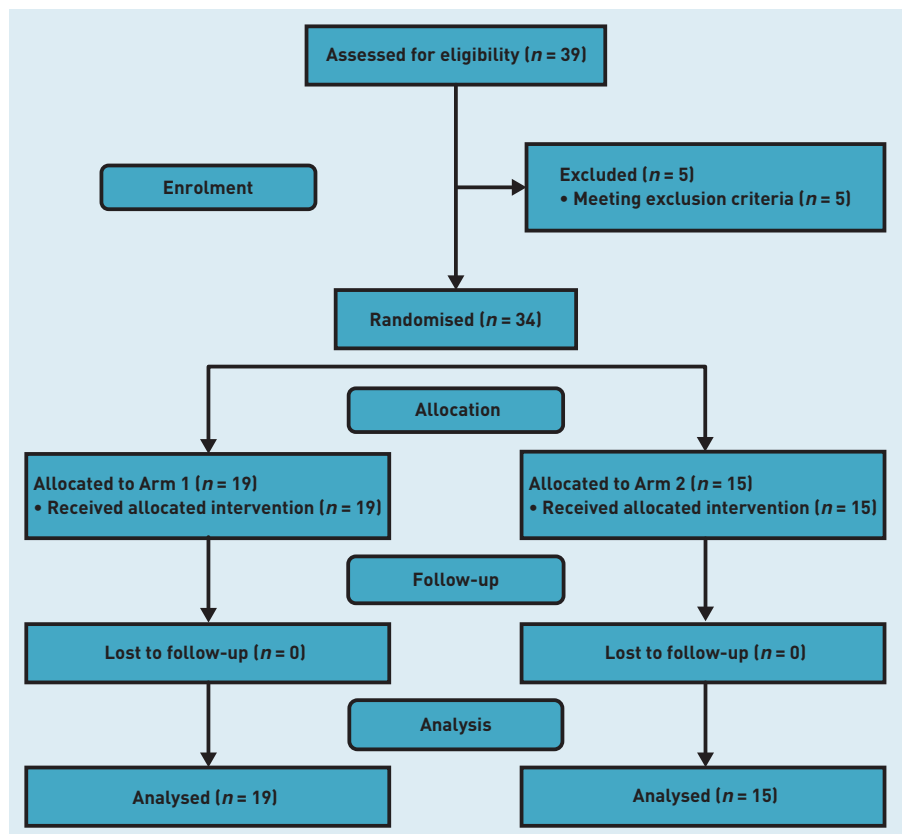 Assessed for eligibility (n = 39)
Enrolment
Excluded (n = 5)
• Meeting exclusion criteria (n = 5)
Randomised (n = 34)
Allocation
Allocated to Arm 1 (n = 19)
• Received allocated intervention (n = 19)
Allocated to Arm 2 (n = 15)
• Received allocated intervention (n = 15)
Follow-up
Lost to follow-up (n = 0)
Lost to follow-up (n = 0)
Analysis
Analysed (n = 19)
Analysed (n = 15)